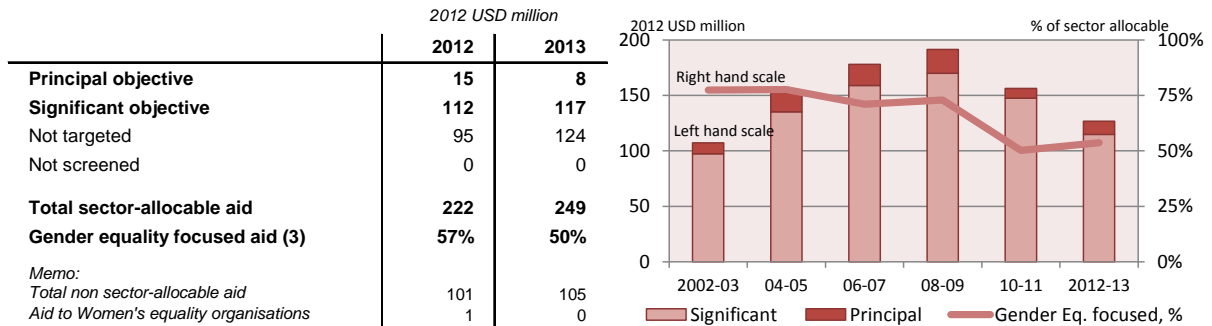 2012 USD million
2012 2013
Principal objective 15 8
Significant objective 112 117
Not targeted 95 124
Not screened 0 0
Total sector-allocable aid 222 249
Gender equality focused aid (3) 57% 50%
Memo:
Total non sector-allocable aid 101 105
Aid to Women's equality organisations 1 0
2012 USD million % of sector allocable
200 100%
Right hand scale
150 75%
Left hand scale
100 50%
50 25%
0 0%
2002-03 04-05 06-07 08-09 10-11 2012-13
Significant Principal Gender Eq. focused, %